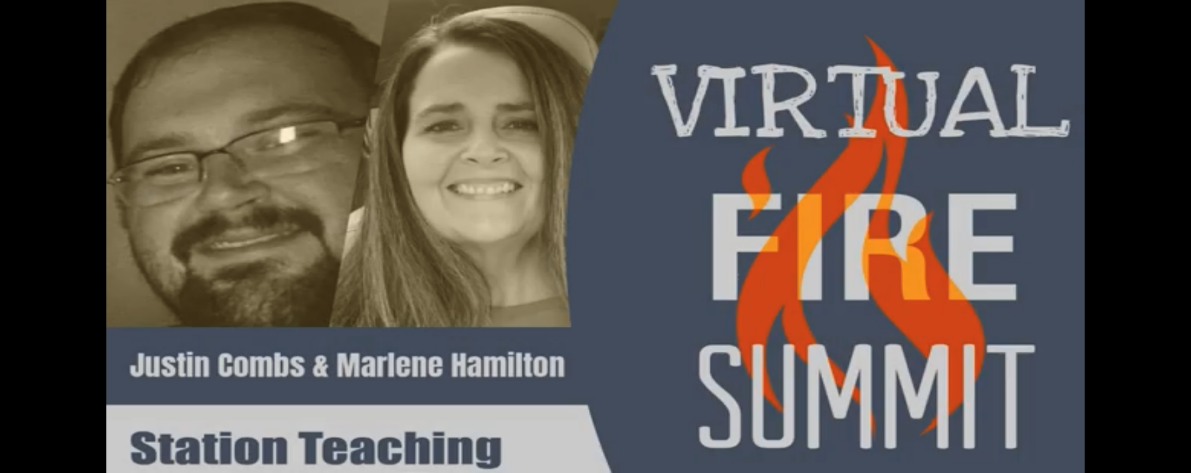 Justin Combs & Marlene Hamilton
Station Teaching
VIRTUAL
FIRE
SUMMIT